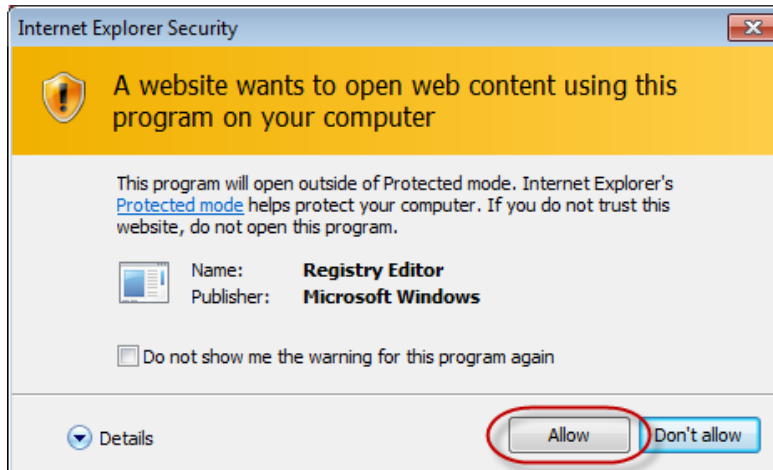 Internet Explorer Security
A website wants to open web content using this
program on your computer
This program will open outside of Protected mode. Internet Explorer's
Protected mode helps protect your computer. If you do not trust this
website, do not open this program.
Name: Registry Editor
Publisher: Microsoft Windows
Do not show me the warning for this program again
Details Allow Don't allow